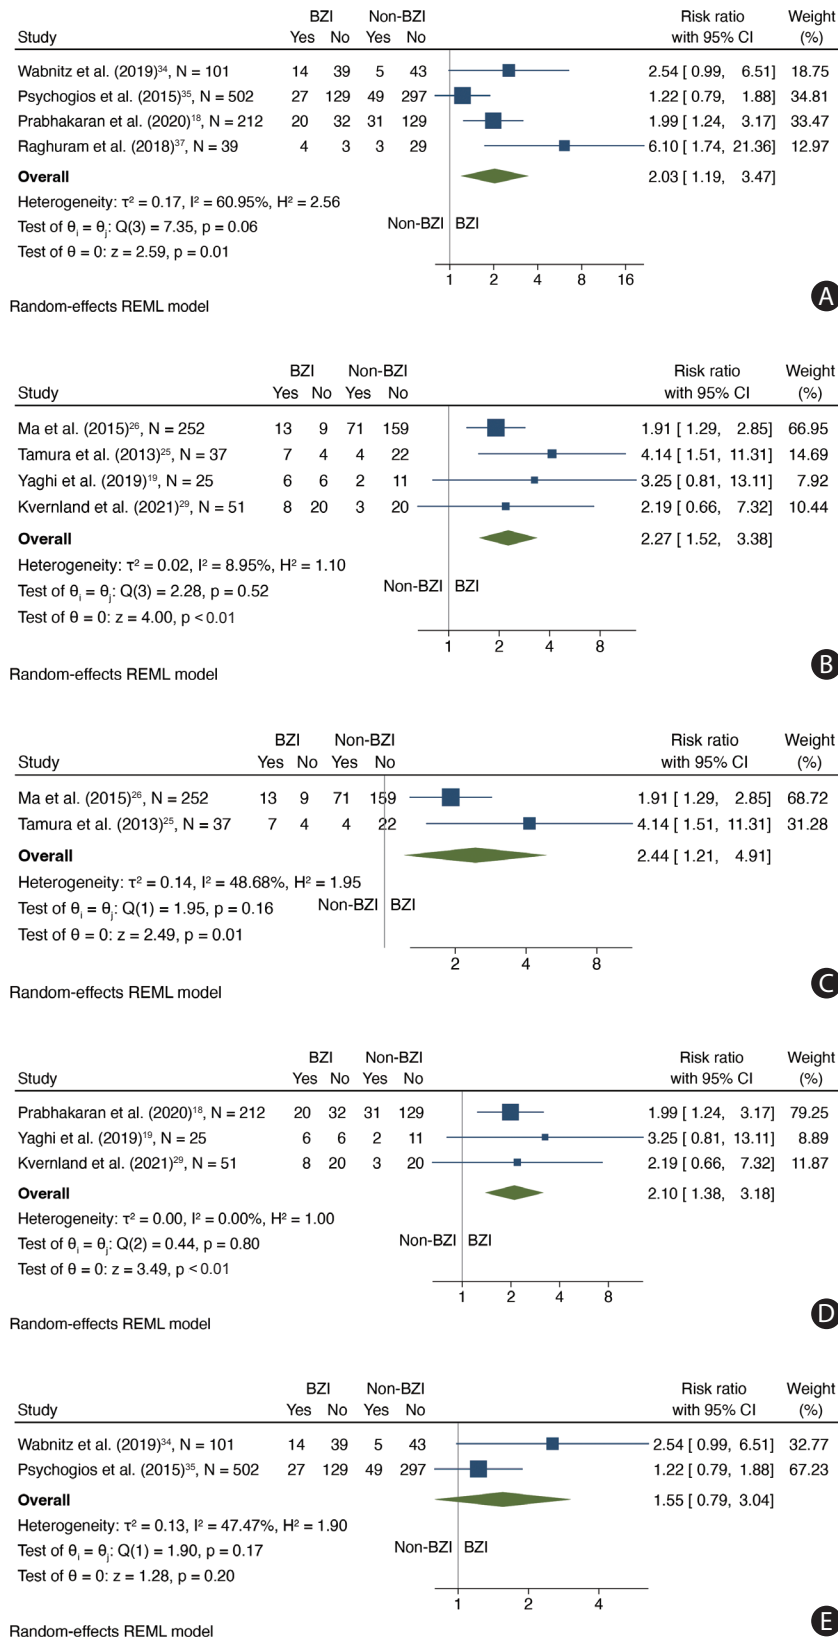 BZI Non-BZI Risk ratio Weight
Study Yes No Yes No with 95% CI (%)
Wabnitz et al. (2019)³⁴, N = 101 14 39 5 43 2.54 [ 0.99, 6.51] 18.75
Psychogios et al. (2015)³⁵, N = 502 27 129 49 297 1.22 [ 0.79, 1.88] 34.81
Prabhakaran et al. (2020)¹⁸, N = 212 20 32 31 129 1.99 [ 1.24, 3.17] 33.47
Raghuram et al. (2018)³⁷, N = 39 4 3 3 29 6.10 [ 1.74, 21.36] 12.97
Overall 2.03 [ 1.19, 3.47]
Heterogeneity: τ² = 0.17, I² = 60.95%, H² = 2.56
Test of θi = θj: Q(3) = 7.35, p = 0.06 Non-BZI BZI
Test of θ = 0: z = 2.59, p = 0.01
1 2 4 8 16
Random-effects REML model A
BZI Non-BZI Risk ratio Weight
Study Yes No Yes No with 95% CI (%)
Ma et al. (2015)²⁶, N = 252 13 9 71 159 1.91 [ 1.29, 2.85] 66.95
Tamura et al. (2013)²⁵, N = 37 7 4 4 22 4.14 [ 1.51, 11.31] 14.69
Yaghi et al. (2019)¹⁹, N = 25 6 6 2 11 3.25 [ 0.81, 13.11] 7.92
Kvernland et al. (2021)²⁹, N = 51 8 20 3 20 2.19 [ 0.66, 7.32] 10.44
Overall 2.27 [ 1.52, 3.38]
Heterogeneity: τ² = 0.02, I² = 8.95%, H² = 1.10
Test of θi = θj: Q(3) = 2.28, p = 0.52 Non-BZI BZI
Test of θ = 0: z = 4.00, p < 0.01
1 2 4 8
Random-effects REML model B
BZI Non-BZI Risk ratio Weight
Study Yes No Yes No with 95% CI (%)
Ma et al. (2015)²⁶, N = 252 13 9 71 159 1.91 [ 1.29, 2.85] 68.72
Tamura et al. (2013)²⁵, N = 37 7 4 4 22 4.14 [ 1.51, 11.31] 31.28
Overall 2.44 [ 1.21, 4.91]
Heterogeneity: τ² = 0.14, I² = 48.68%, H² = 1.95
Test of θi = θj: Q(1) = 1.95, p = 0.16 Non-BZI BZI
Test of θ = 0: z = 2.49, p = 0.01
2 4 8
Random-effects REML model C
BZI Non-BZI Risk ratio Weight
Study Yes No Yes No with 95% CI (%)
Prabhakaran et al. (2020)¹⁸, N = 212 20 32 31 129 1.99 [ 1.24, 3.17] 79.25
Yaghi et al. (2019)¹⁹, N = 25 6 6 2 11 3.25 [ 0.81, 13.11] 8.89
Kvernland et al. (2021)²⁹, N = 51 8 20 3 20 2.19 [ 0.66, 7.32] 11.87
Overall 2.10 [ 1.38, 3.18]
Heterogeneity: τ² = 0.00, I² = 0.00%, H² = 1.00
Test of θi = θj: Q(2) = 0.44, p = 0.80 Non-BZI BZI
Test of θ = 0: z = 3.49, p < 0.01
1 2 4 8
Random-effects REML model D
BZI Non-BZI Risk ratio Weight
Study Yes No Yes No with 95% CI (%)
Wabnitz et al. (2019)³⁴, N = 101 14 39 5 43 2.54 [ 0.99, 6.51] 32.77
Psychogios et al. (2015)³⁵, N = 502 27 129 49 297 1.22 [ 0.79, 1.88] 67.23
Overall 1.55 [ 0.79, 3.04]
Heterogeneity: τ² = 0.13, I² = 47.47%, H² = 1.90
Test of θi = θj: Q(1) = 1.90, p = 0.17 Non-BZI BZI
Test of θ = 0: z = 1.28, p = 0.20
1 2 4
Random-effects REML model E